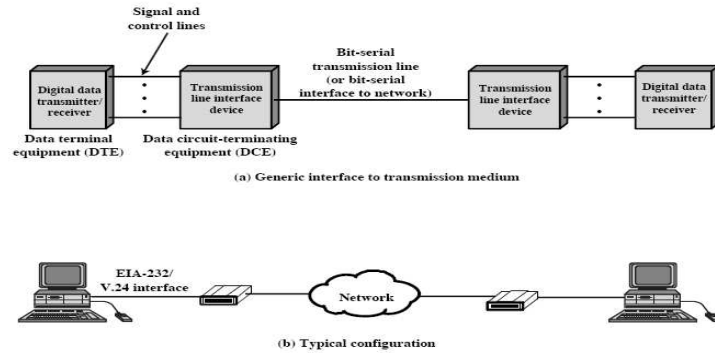 Signal and
control lines
Bit-serial
transmission line
(or bit-serial
interface to network)
Digital data
transmitter/
receiver
Transmission
line interface
device
Transmission
line interface
device
Digital data
transmitter/
receiver
Data terminal
equipment (DTE)
Data circuit-terminating
equipment (DCE)
(a) Generic interface to transmission medium
EIA-232/
V.24 interface
Network
(b) Typical configuration